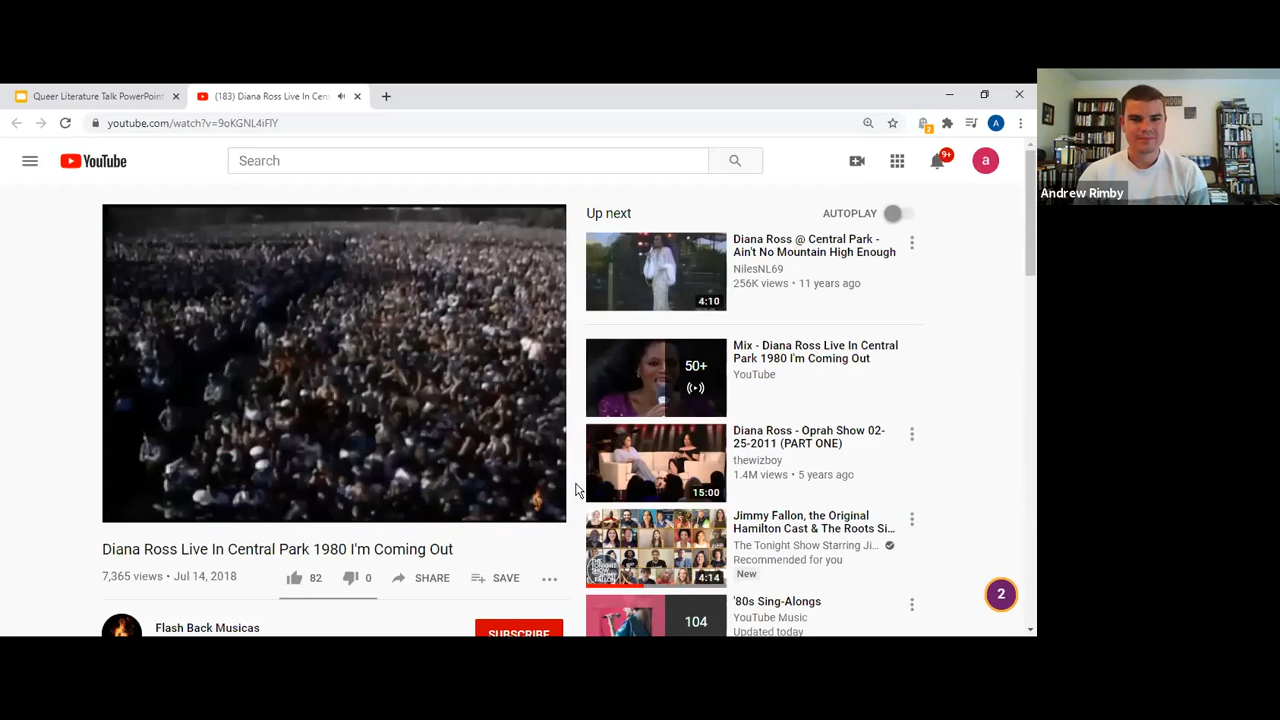 Queer Literature Talk PowerPoint
(183) Diana Ross Live In Cen
youtube.com/watch?v=9oKGNL4iFlY
YouTube
Search
9+
a
A
2
Andrew Rimby
Up next
AUTOPLAY
Diana Ross @ Central Park -
Ain't No Mountain High Enough
NilesNL69
256K views • 11 years ago
4:10
Mix - Diana Ross Live In Central
Park 1980 I'm Coming Out
YouTube
50+
Diana Ross - Oprah Show 02-
25-2011 (PART ONE)
thewizboy
1.4M views • 5 years ago
15:00
Jimmy Fallon, the Original
Hamilton Cast & The Roots Si...
The Tonight Show Starring Ji...
Recommended for you
New
4:14
'80s Sing-Alongs
YouTube Music
Updated today
104
2
Diana Ross Live In Central Park 1980 I'm Coming Out
7,365 views • Jul 14, 2018
82
0
SHARE
SAVE
Flash Back Musicas
SUBSCRIBE